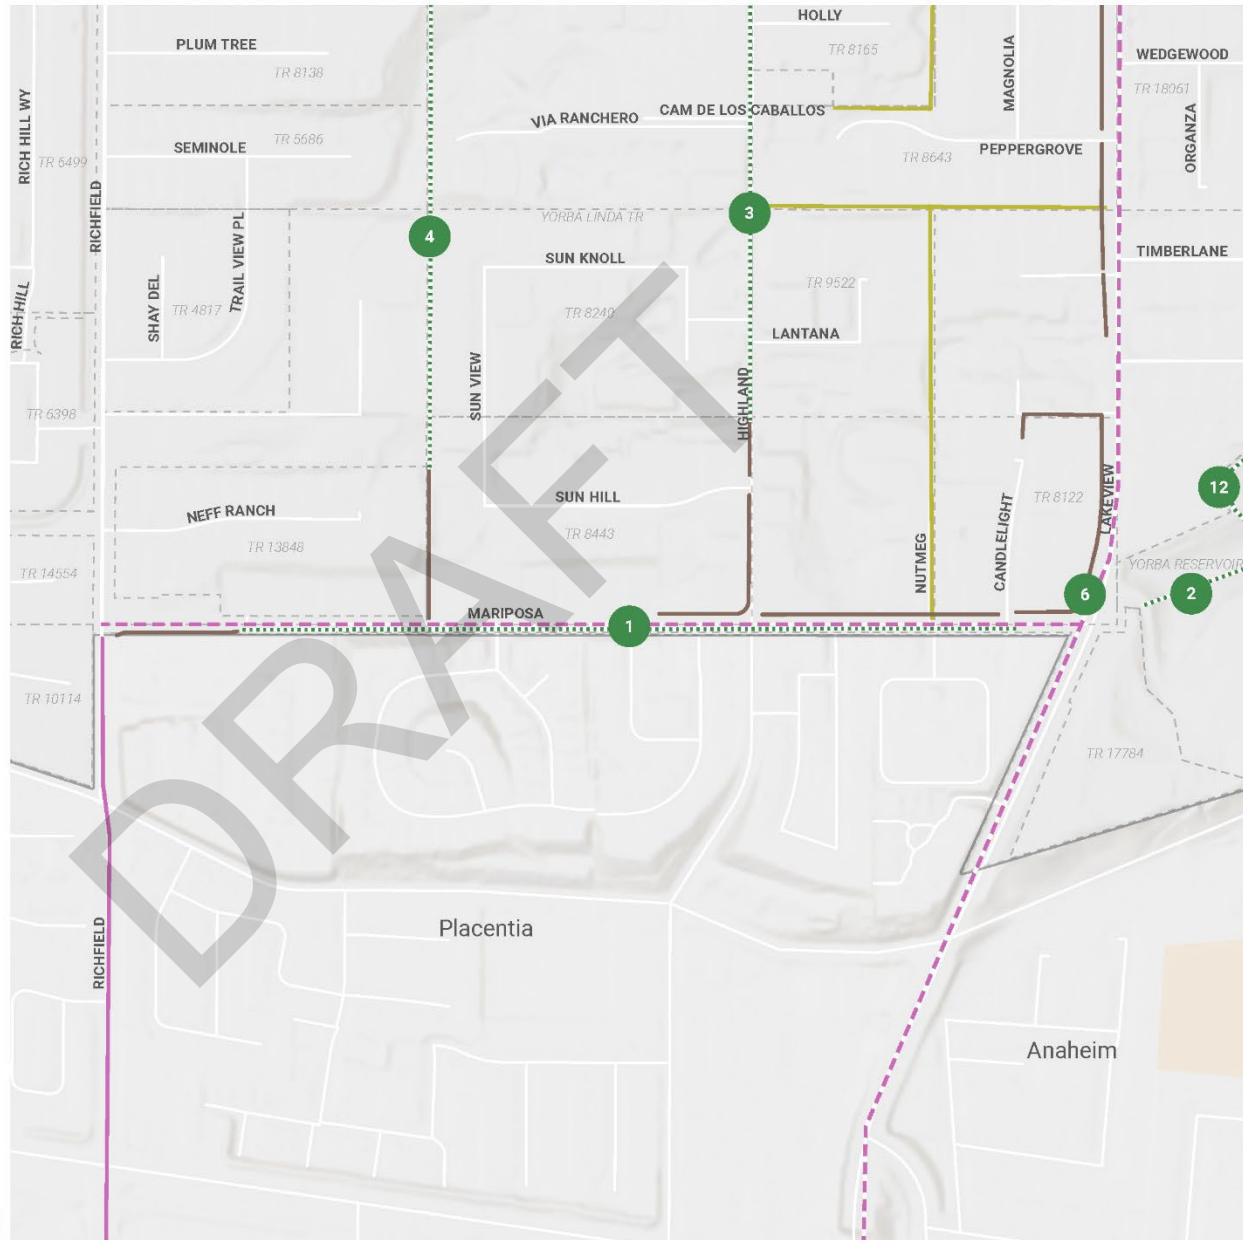 HOLLY
PLUM TREE
TR 8165
WEDGEWOOD
MAGNOLIA
TR 8138
TR 18061
RICH HILL WY
CAM DE LOS CABALLOS
VIA RANCHERO
ORGANZA
TR 5686
SEMINOLE
PEPPERGROVE
TR 6499
TR 8643
RICHFIELD
YORBA LINDA TR
3
4
TRAIL VIEW PL
TIMBERLANE
SUN KNOLL
TR 9522
SHAY DEL
TR 4817
TR 8240
RICH HILL
LANTANA
SUN VIEW
HIGHLAND
TR 6398
12
SUN HILL
TR 8122
LAKEVIEW
NEFF RANCH
CANDLELIGHT
TR 8443
TR 13848
NUTMEG
YORBA RESERVOIR
TR 14554
6
2
MARIPOSA
1
TR 10114
TR 17784
DRAFT
Placentia
RICHFIELD
Anaheim